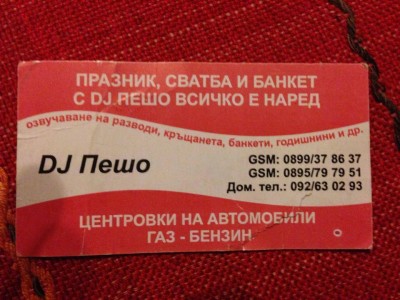 ПРАЗНИК, СВАТБА И БАНКЕТ
С DJ ПЕШО ВСИЧКО Е НАРЕД
озвучаване на разводи, кръщанета, банкети, годишнини и др.
DJ Пешо
GSM: 0899/37 86 37
GSM: 0895/79 79 51
Дом. тел.: 092/63 02 93
ЦЕНТРОВКИ НА АВТОМОБИЛИ
ГАЗ - БЕНЗИН